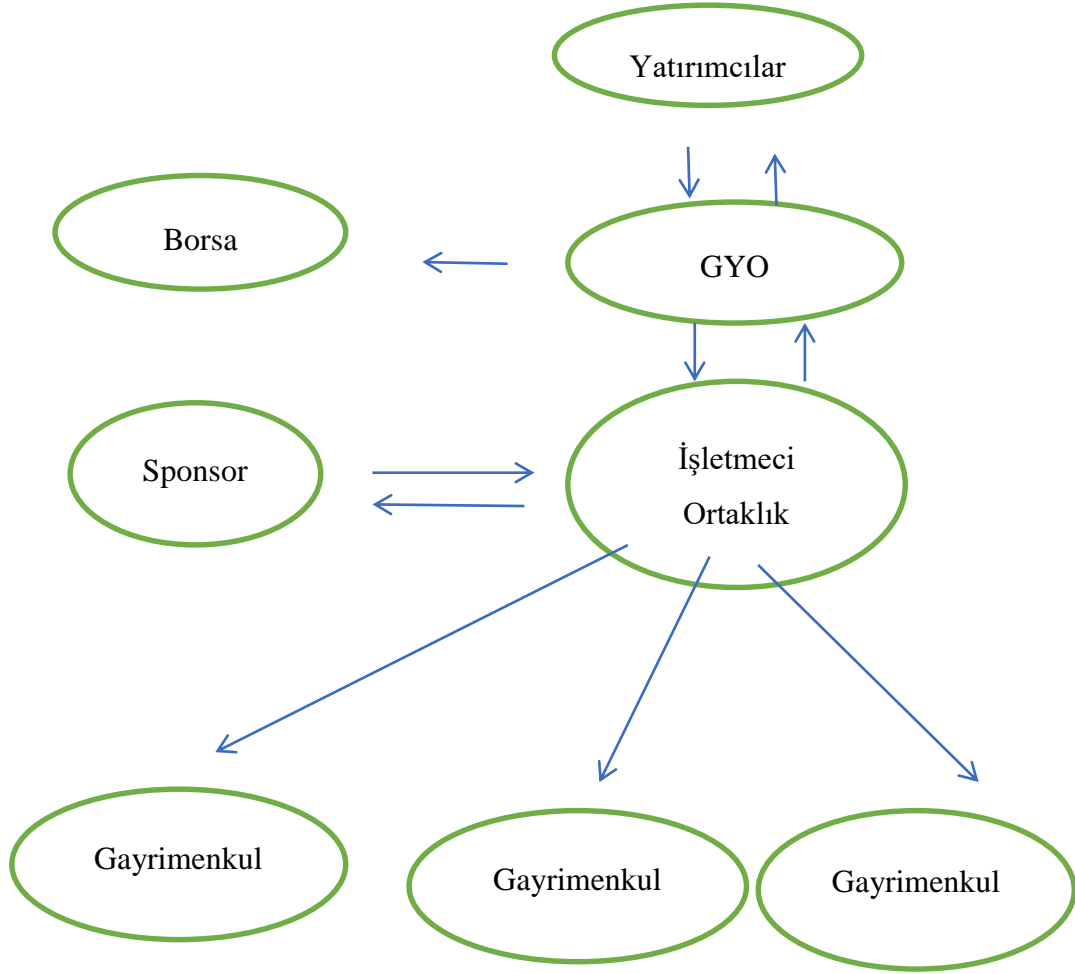 Yatırımcılar
Borsa
GYO
Sponsor
İşletmeci
Ortaklık
Gayrimenkul
Gayrimenkul
Gayrimenkul